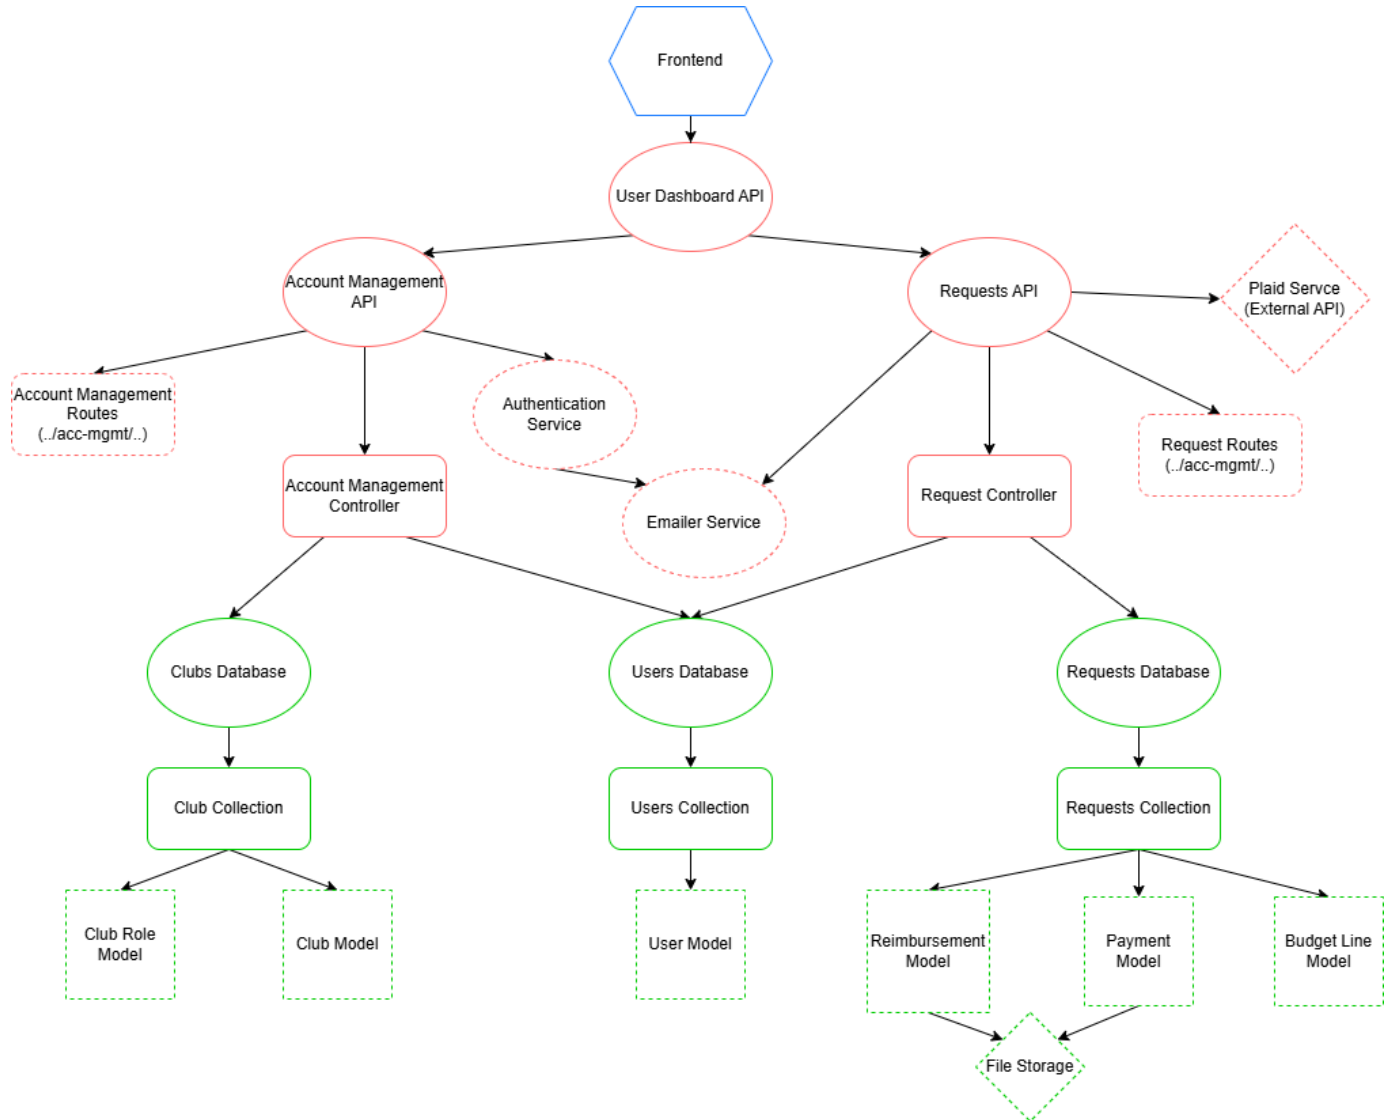 Frontend
User Dashboard API
Account Management
API
Requests API
Plaid Servce
(External API)
Account Management
Routes
(../acc-mgmt/..)
Authentication
Service
Request Routes
(../acc-mgmt/..)
Account Management
Controller
Emailer Service
Request Controller
Clubs Database
Users Database
Requests Database
Club Collection
Users Collection
Requests Collection
Club Role
Model
Club Model
User Model
Reimbursement
Model
Payment
Model
Budget Line
Model
File Storage